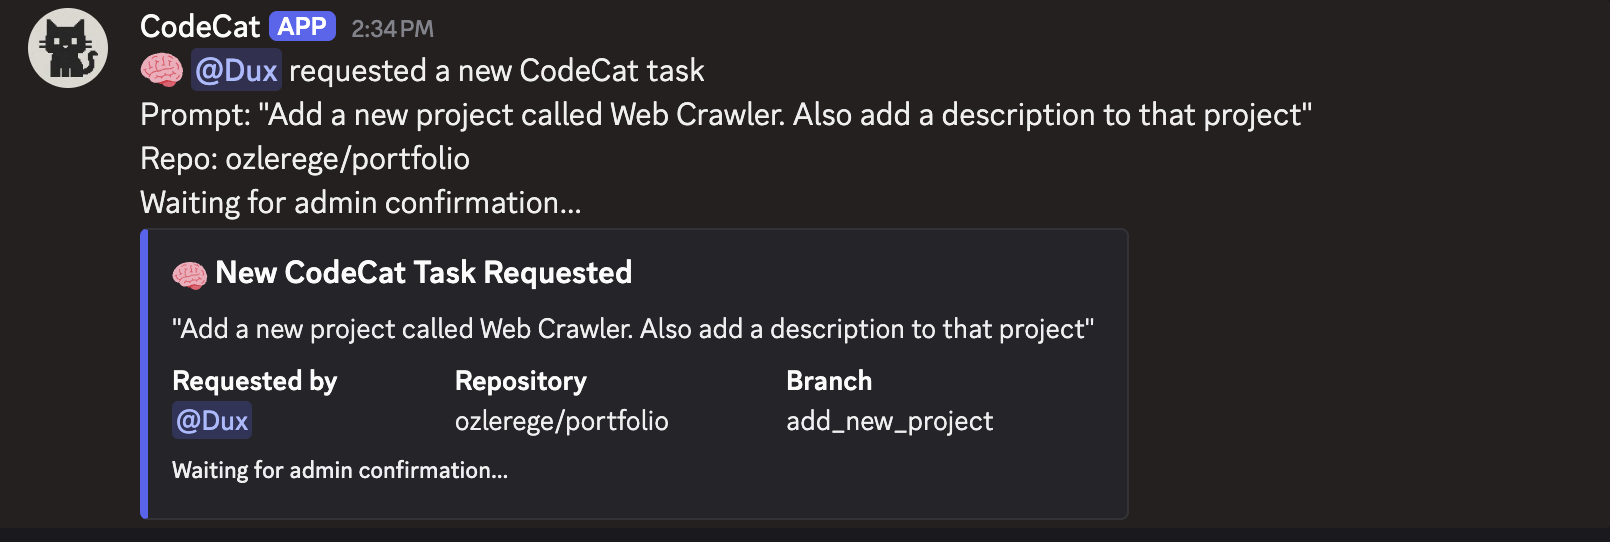 CodeCat APP 2:34 PM
🧠 @Dux requested a new CodeCat task
Prompt: "Add a new project called Web Crawler. Also add a description to that project"
Repo: ozlerege/portfolio
Waiting for admin confirmation...
🧠 New CodeCat Task Requested
"Add a new project called Web Crawler. Also add a description to that project"
Requested by Repository Branch
@Dux ozlerege/portfolio add_new_project
Waiting for admin confirmation...